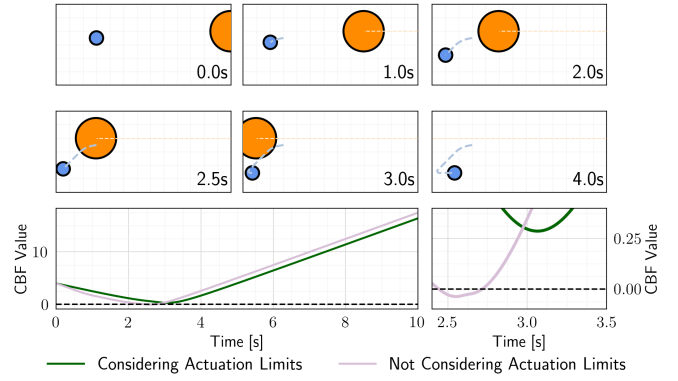 0.0s
1.0s
2.0s
2.5s
3.0s
4.0s
CBF Value
10
0
0 2 4 6 8 10
Time [s]
0.25
0.00
CBF Value
2.5 3.0 3.5
Time [s]
Considering Actuation Limits
Not Considering Actuation Limits